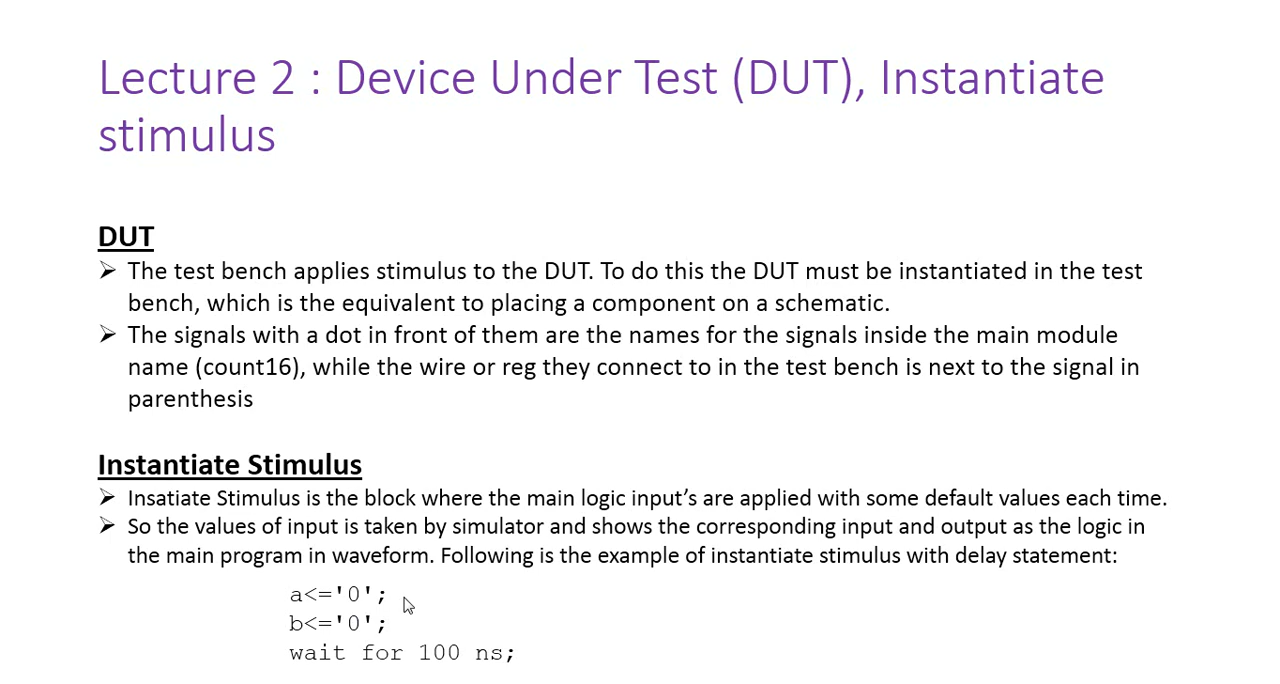 Lecture 2 : Device Under Test (DUT), Instantiate
stimulus
DUT
➢ The test bench applies stimulus to the DUT. To do this the DUT must be instantiated in the test
bench, which is the equivalent to placing a component on a schematic.
➢ The signals with a dot in front of them are the names for the signals inside the main module
name (count16), while the wire or reg they connect to in the test bench is next to the signal in
parenthesis
Instantiate Stimulus
➢ Insatiate Stimulus is the block where the main logic input’s are applied with some default values each time.
➢ So the values of input is taken by simulator and shows the corresponding input and output as the logic in
the main program in waveform. Following is the example of instantiate stimulus with delay statement:
a<='0';
b<='0';
wait for 100 ns;